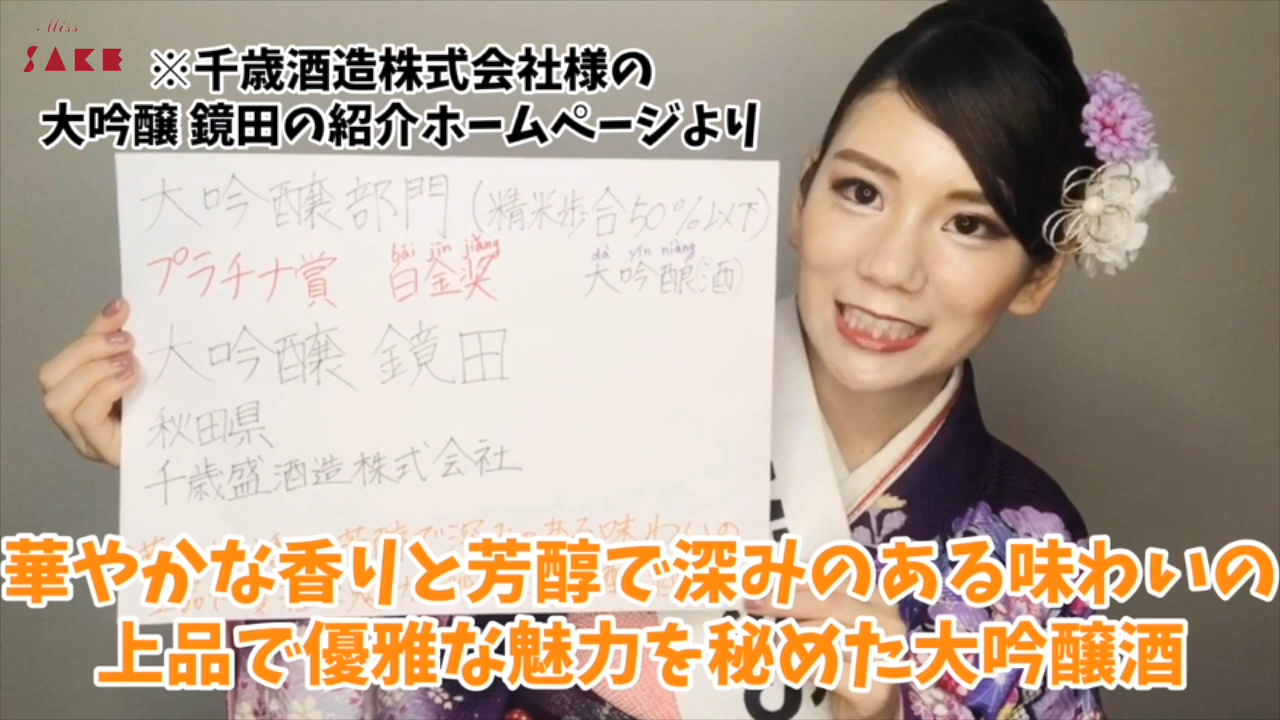 Miss
SAKE
※千歳酒造株式会社様の
大吟醸 鏡田の紹介ホームページより
大吟醸部門(精米歩合50%以下)
bái jīn jiǎng
プラチナ賞 白金奖
dà yín niàng
大吟酿(酒)
大吟醸 鏡田
秋田県
千歳盛酒造株式会社
華やかな香りと芳醇で深みのある味わいの
上品で優雅な魅力を秘めた大吟醸酒